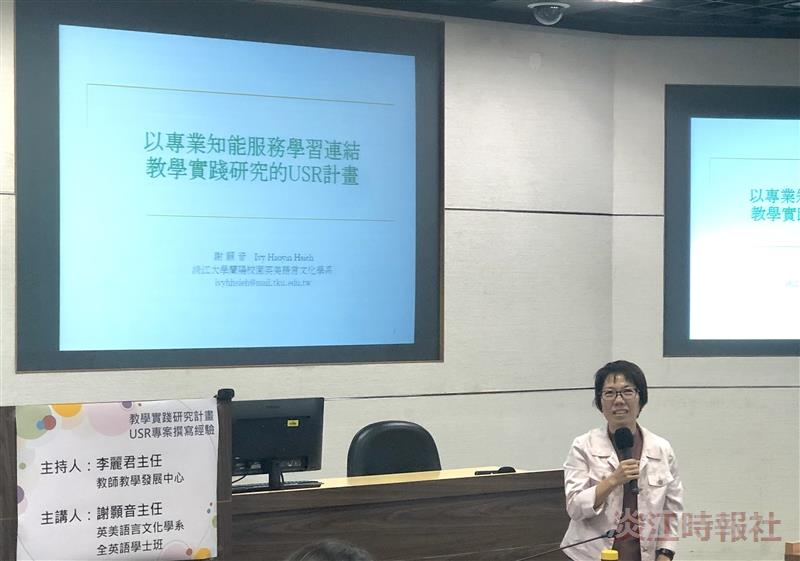 以專業知能服務學習連結
教學實踐研究的USR計畫
謝顥音 Ivy Haoyin Hsieh
淡江大學蘭陽校園英美語言文化學系
ivyhhsieh@mail.tku.edu.tw
以專業知
教學實踐
教學實踐研究計畫
USR專案撰寫經驗
主持人：李麗君主任
教師教學發展中心
主講人：謝顥音主任
英美語言文化學系
全英語學士班
淡江時報社